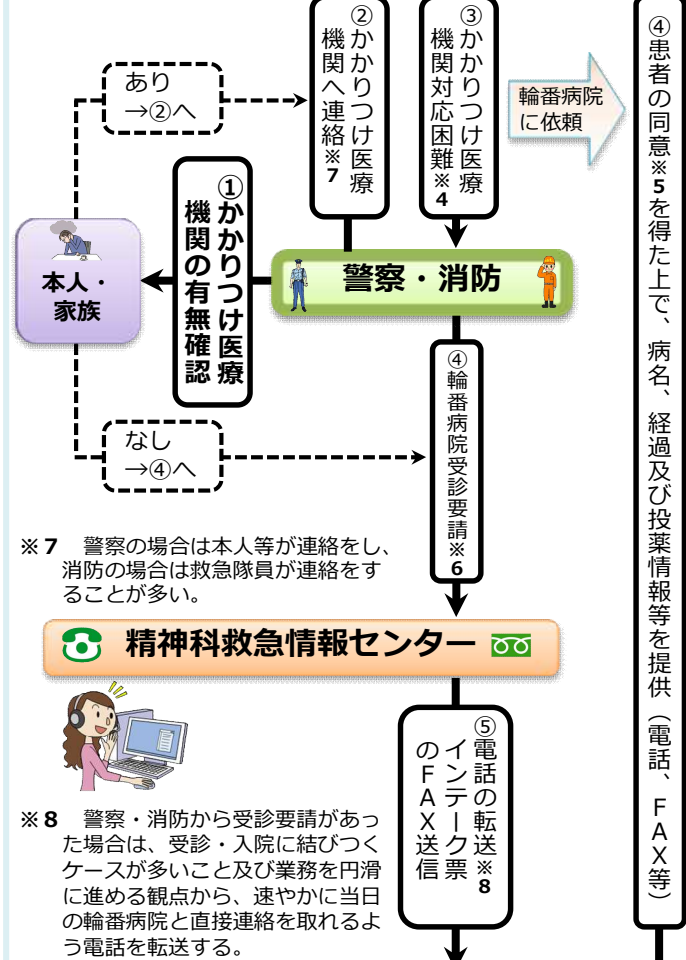 あり
→②へ
②かかりつけ医療
機関へ連絡※7
③かかりつけ医療
機関対応困難※4
輪番病院
に依頼
④患者の同意※5を得た上で、病名、経過及び投薬情報等を提供（電話、FAX等）
①かかりつけ医療
機関の有無確認
本人・
家族
警察・消防
なし
→④へ
④輪番病院受診要請※6
※7　警察の場合は本人等が連絡をし、
消防の場合は救急隊員が連絡をす
ることが多い。
精神科救急情報センター
⑤電話の転送※8
インテーク票
のFAX送信
※8　警察・消防から受診要請があっ
た場合は、受診・入院に結びつく
ケースが多いこと及び業務を円滑
に進める観点から、速やかに当日
の輪番病院と直接連絡を取れるよ
う電話を転送する。